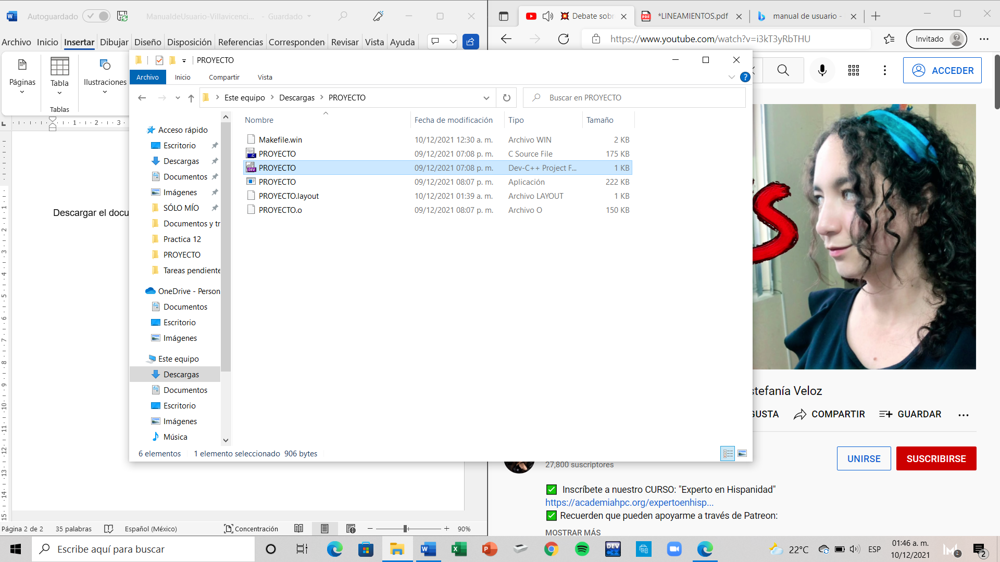 Autoguardado
ManualdeUsuario-Villavicenci... - Guardado
Archivo Inicio Insertar Dibujar Diseño Disposición Referencias Corresponden Revisar Vista Ayuda
Páginas
Tabla
Ilustraciones
Tablas
1 2 3
Descargar el docu
Página 2 de 2 35 palabras Español (México) Concentración 90%
PROYECTO
Archivo Inicio Compartir Vista
Este equipo Descargas PROYECTO
Buscar en PROYECTO
Nombre Fecha de modificación Tipo Tamaño
Makefile.win 10/12/2021 12:30 a. m. Archivo WIN 2 KB
PROYECTO 09/12/2021 07:08 p. m. C Source File 175 KB
PROYECTO 09/12/2021 07:08 p. m. Dev-C++ Project F... 1 KB
PROYECTO 09/12/2021 08:07 p. m. Aplicación 222 KB
PROYECTO.layout 10/12/2021 01:39 a. m. Archivo LAYOUT 1 KB
PROYECTO.o 09/12/2021 08:07 p. m. Archivo O 150 KB
Acceso rápido
Escritorio
Descargas
Documentos
Imágenes
SÓLO MÍO
Documentos y tr
Practica 12
PROYECTO
Tareas pendiente
OneDrive - Person
Documentos
Escritorio
Imágenes
Este equipo
Descargas
Documentos
Escritorio
Imágenes
Música
6 elementos 1 elemento seleccionado 906 bytes
Debate sobr
*LINEAMIENTOS.pdf
manual de usuario -
https://www.youtube.com/watch?v=i3kT3yRbTHU
Invitado
ACCEDER
S
stefanía Veloz
GUSTA COMPARTIR GUARDAR
27,800 suscriptores
UNIRSE SUSCRIBIRSE
Inscríbete a nuestro CURSO: "Experto en Hispanidad"
https://academiahpc.org/expertoenhisp...
Recuerden que pueden apoyarme a través de Patreon:
MOSTRAR MÁS
Escribe aquí para buscar
22°C ESP 01:46 a. m.
10/12/2021
2
2